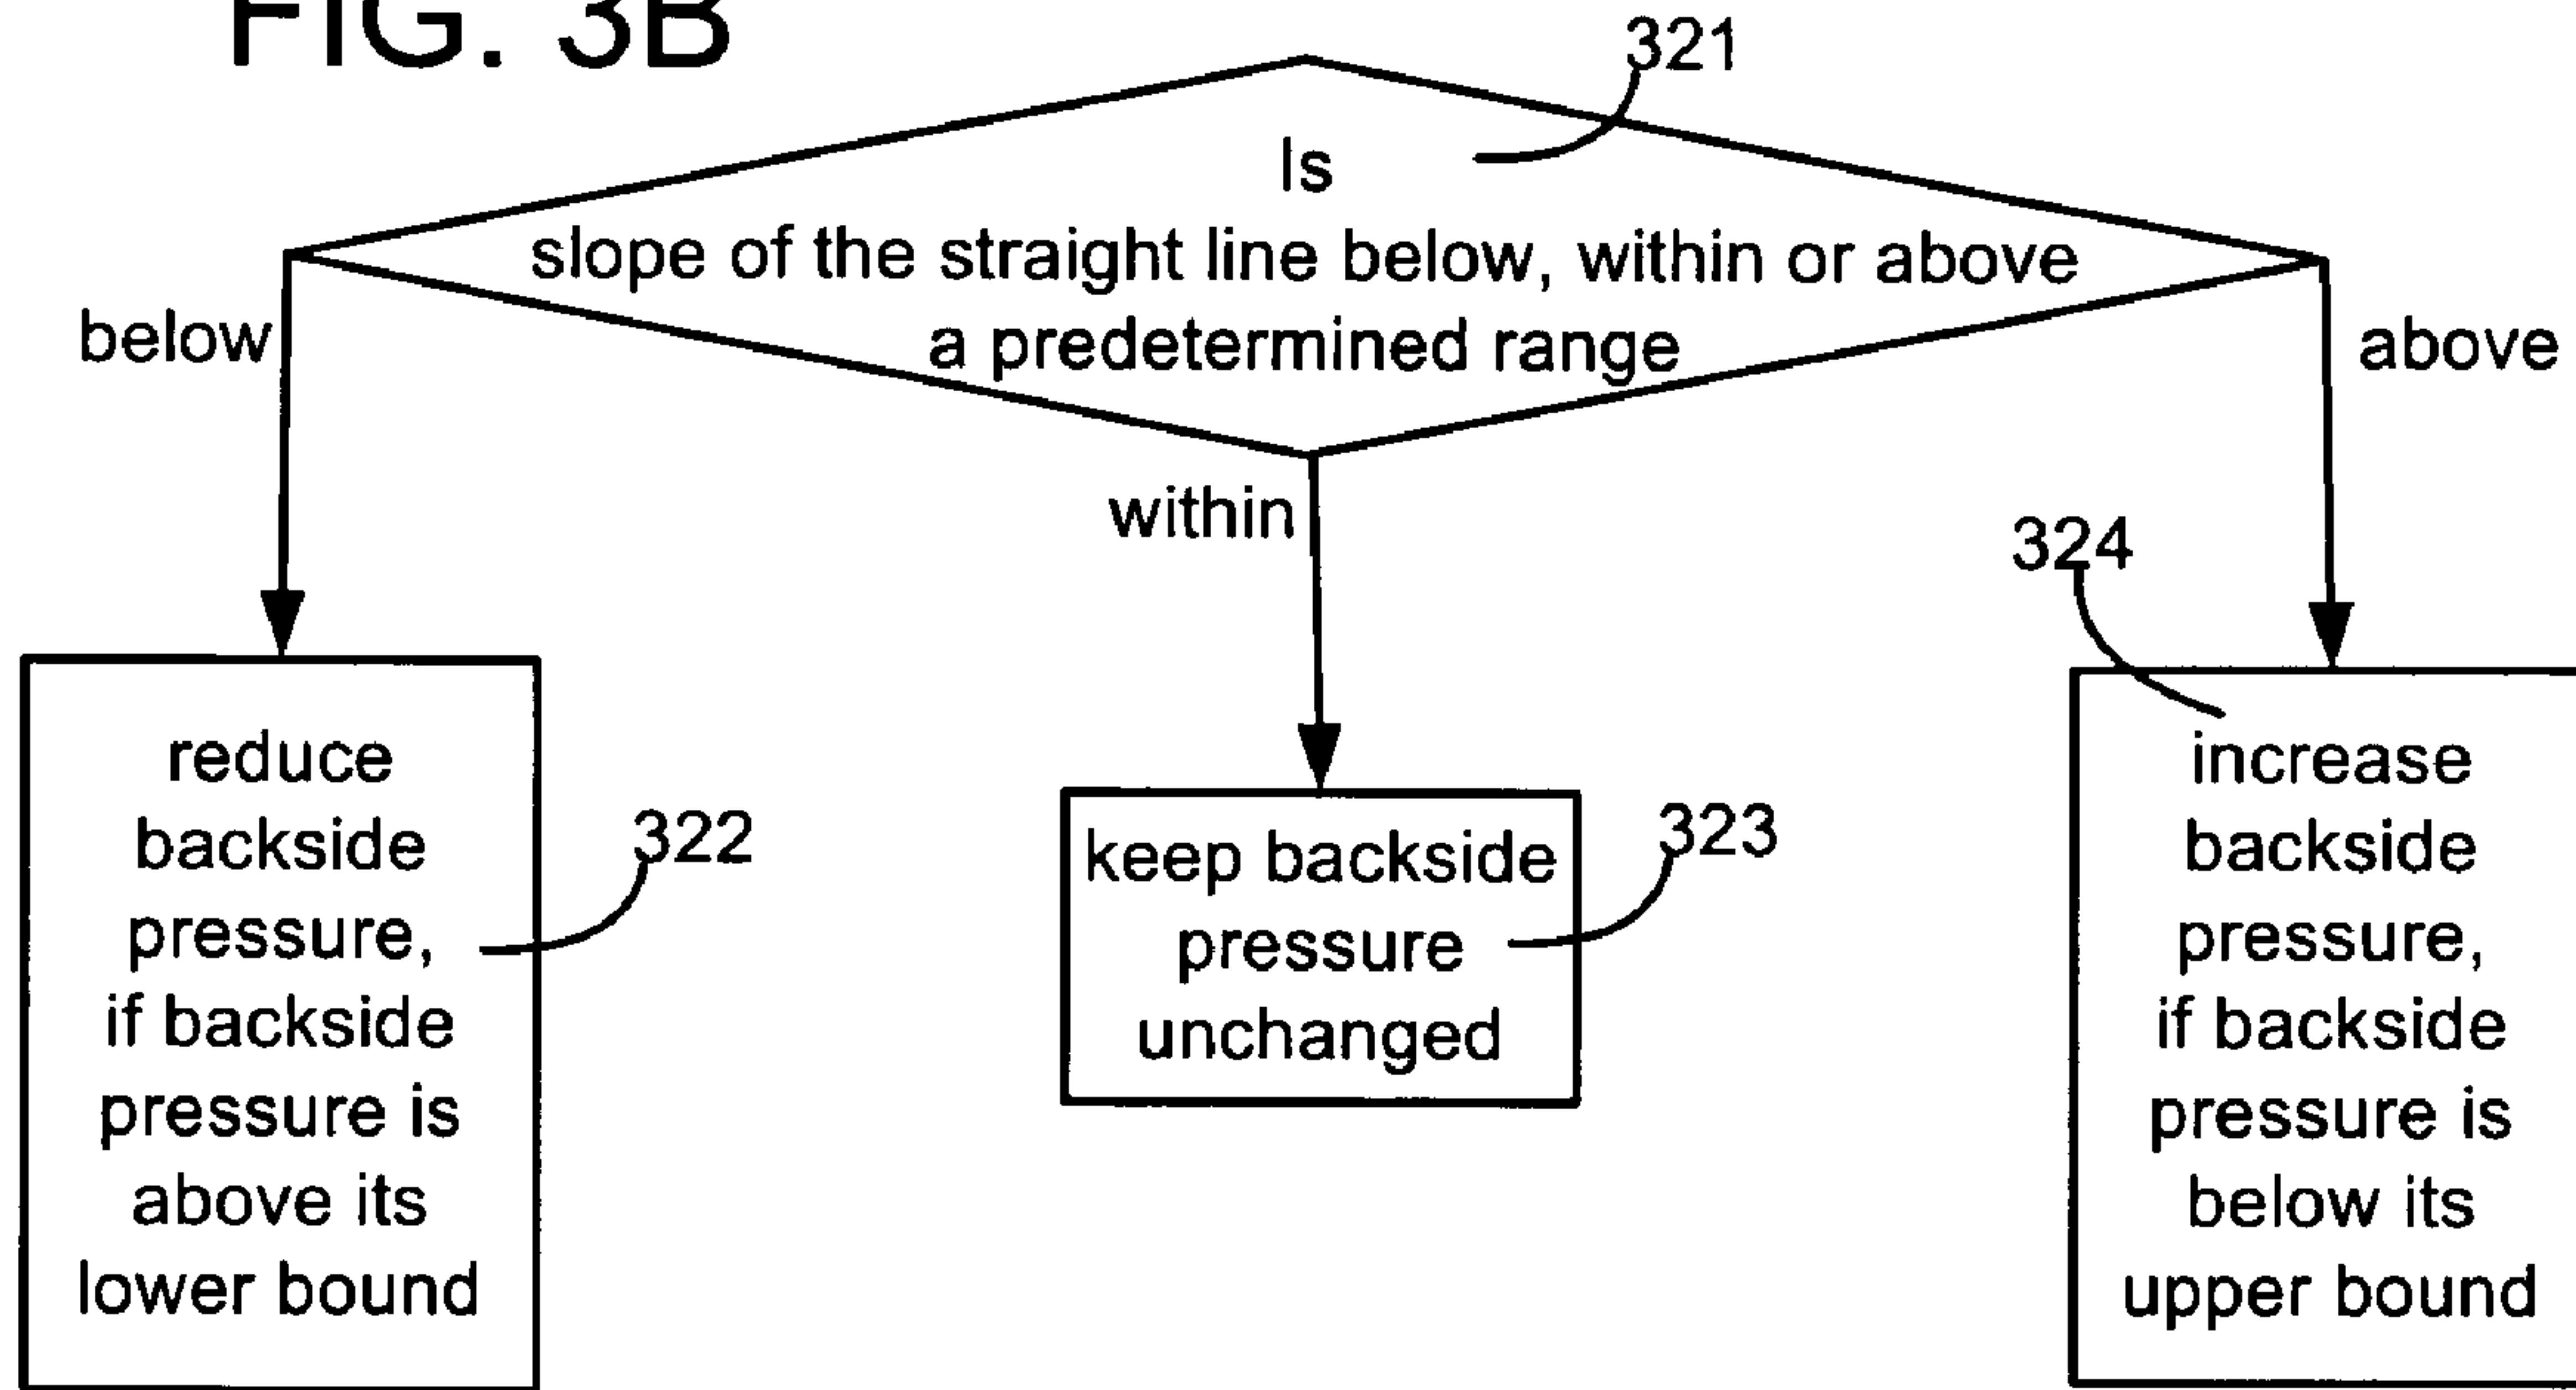 FIG. 3B
321
Is
slope of the straight line below, within or above
a predetermined range
below
above
within
324
reduce
backside
pressure,
if backside
pressure is
above its
lower bound
322
keep backside
pressure
unchanged
323
increase
backside
pressure,
if backside
pressure is
below its
upper bound